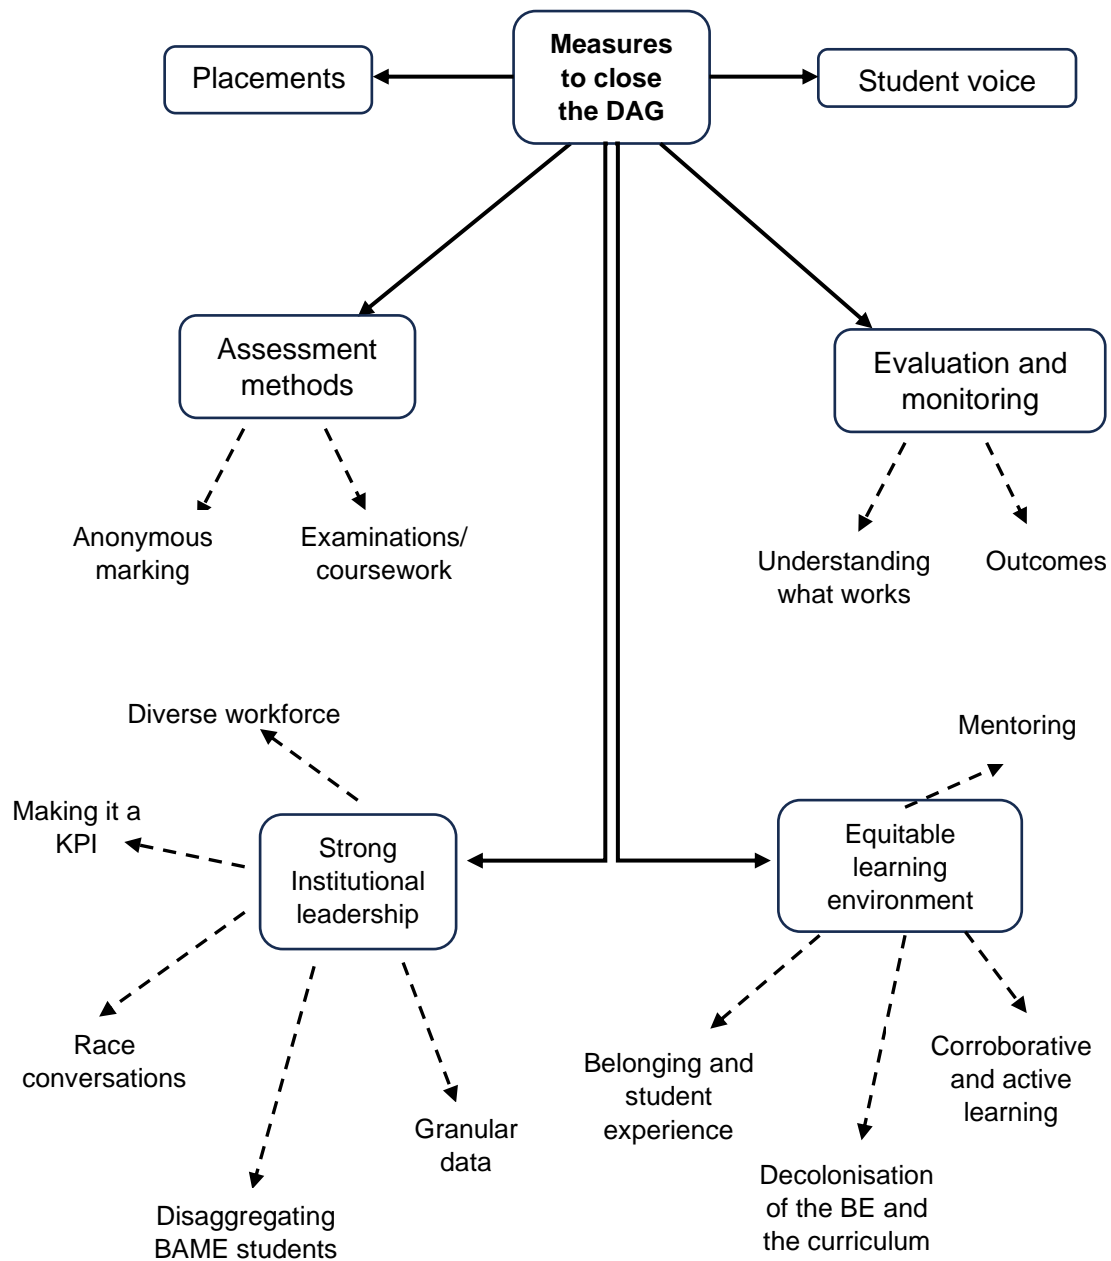 Measures
to close
the DAG
Placements
Student voice
Assessment
methods
Evaluation and
monitoring
Anonymous
marking
Examinations/
coursework
Understanding
what works
Outcomes
Diverse workforce
Mentoring
Making it a
KPI
Strong
Institutional
leadership
Equitable
learning
environment
Race
conversations
Belonging and
student
experience
Corroborative
and active
learning
Granular
data
Decolonisation
of the BE and
the curriculum
Disaggregating
BAME students